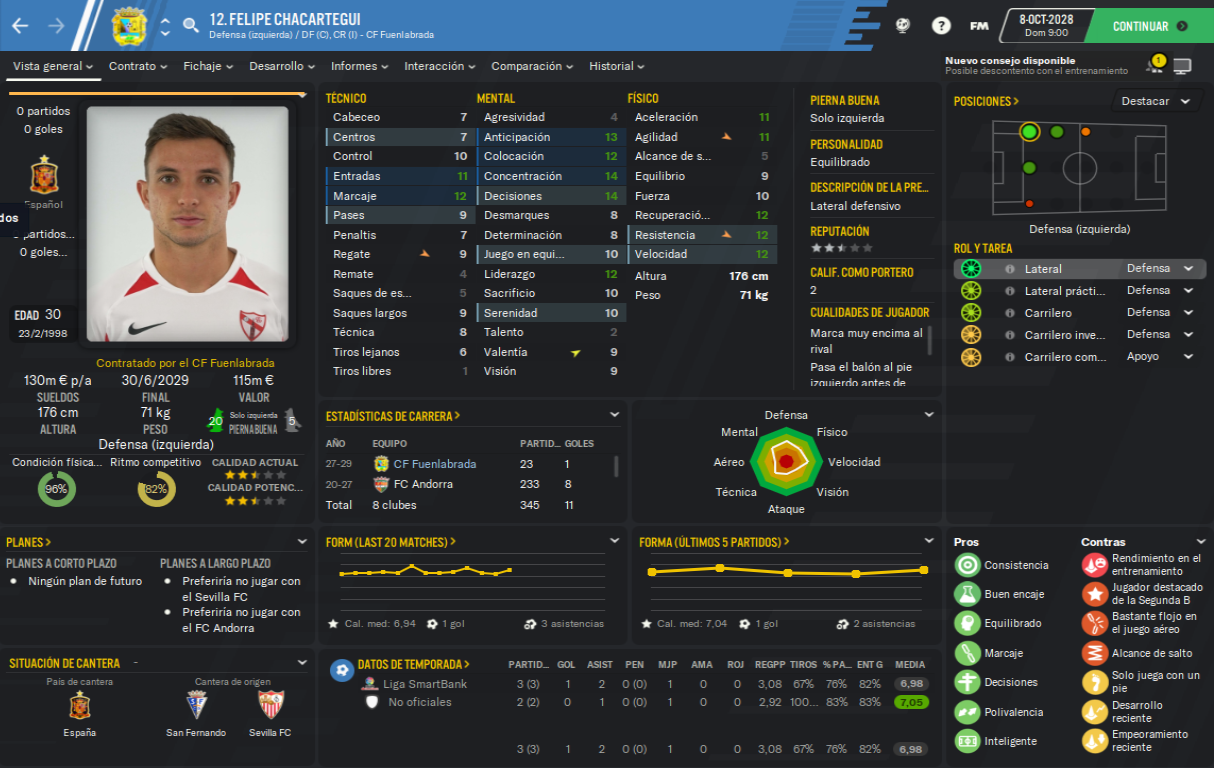 12. FELIPE CHACARTEGUI
Defensa (izquierda) / DF (C), CR (I) - CF Fuenlabrada
?
FM
8-OCT-2028
Dom 9:00
CONTINUAR
Vista general
Contrato
Fichaje
Desarrollo
Informes
Interacción
Comparación
Historial
Nuevo consejo disponible
Posible descontento con el entrenamiento
1
0 partidos
0 goles
Español
dos
partidos...
0 goles...
EDAD 30
23/2/1998
Contratado por el CF Fuenlabrada
130m € p/a
SUELDOS
30/6/2029
FINAL
115m €
VALOR
176 cm
ALTURA
71 kg
PESO
20
Solo izquierda
PIERNA BUENA
5
Defensa (izquierda)
Condición física...
96%
Ritmo competitivo
82%
CALIDAD ACTUAL
CALIDAD POTENC...
TÉCNICO
Cabeceo 7
Centros 7
Control 10
Entradas 11
Marcaje 12
Pases 9
Penaltis 7
Regate 9
Remate 4
Saques de es... 5
Saques largos 9
Técnica 8
Tiros lejanos 6
Tiros libres 1
MENTAL
Agresividad 4
Anticipación 13
Colocación 12
Concentración 14
Decisiones 14
Desmarques 8
Determinación 8
Juego en equi... 10
Liderazgo 12
Sacrificio 10
Serenidad 10
Talento 2
Valentía 9
Visión 9
FÍSICO
Aceleración 11
Agilidad 11
Alcance de s... 5
Equilibrio 9
Fuerza 10
Recuperació... 12
Resistencia 12
Velocidad 12
Altura 176 cm
Peso 71 kg
PIERNA BUENA
Solo izquierda
PERSONALIDAD
Equilibrado
DESCRIPCIÓN DE LA PRE...
Lateral defensivo
REPUTACIÓN
CALIF. COMO PORTERO
2
CUALIDADES DE JUGADOR
Marca muy encima al
rival
Pasa el balón al pie
izquierdo antes de
POSICIONES >
Destacar
Defensa (izquierda)
ROL Y TAREA
Lateral Defensa
Lateral prácti... Defensa
Carrilero Defensa
Carrilero inve... Defensa
Carrilero com... Apoyo
ESTADÍSTICAS DE CARRERA >
AÑO EQUIPO PARTID... GOLES
27-29 CF Fuenlabrada 23 1
20-27 FC Andorra 233 8
Total 8 clubes 345 11
Defensa
Físico
Velocidad
Visión
Ataque
Técnica
Aéreo
Mental
PLANES >
PLANES A CORTO PLAZO
Ningún plan de futuro
PLANES A LARGO PLAZO
Preferiría no jugar con
el Sevilla FC
Preferiría no jugar con
el FC Andorra
FORM (LAST 20 MATCHES) >
Cal. med: 6,94 1 gol 3 asistencias
FORMA (ÚLTIMOS 5 PARTIDOS) >
Cal. med: 7,04 1 gol 2 asistencias
SITUACIÓN DE CANTERA -
País de cantera
España
Cantera de origen
San Fernando
Sevilla FC
DATOS DE TEMPORADA > PARTID... GOL ASIST PEN MJP AMA ROJ REGPP TIROS % PA... ENT G MEDIA
Liga SmartBank 3 (3) 1 2 0 (0) 1 0 0 3,08 67% 76% 82% 6,98
No oficiales 2 (2) 0 1 0 (0) 1 0 0 2,92 100... 83% 83% 7,05
3 (3) 1 2 0 (0) 1 0 0 3,08 67% 76% 82% 6,98
Pros
Consistencia
Buen encaje
Equilibrado
Marcaje
Decisiones
Polivalencia
Inteligente
Contras
Rendimiento en el
entrenamiento
Jugador destacado
de la Segunda B
Bastante flojo en
el juego aéreo
Alcance de salto
Solo juega con un
pie
Desarrollo
reciente
Empeoramiento
reciente